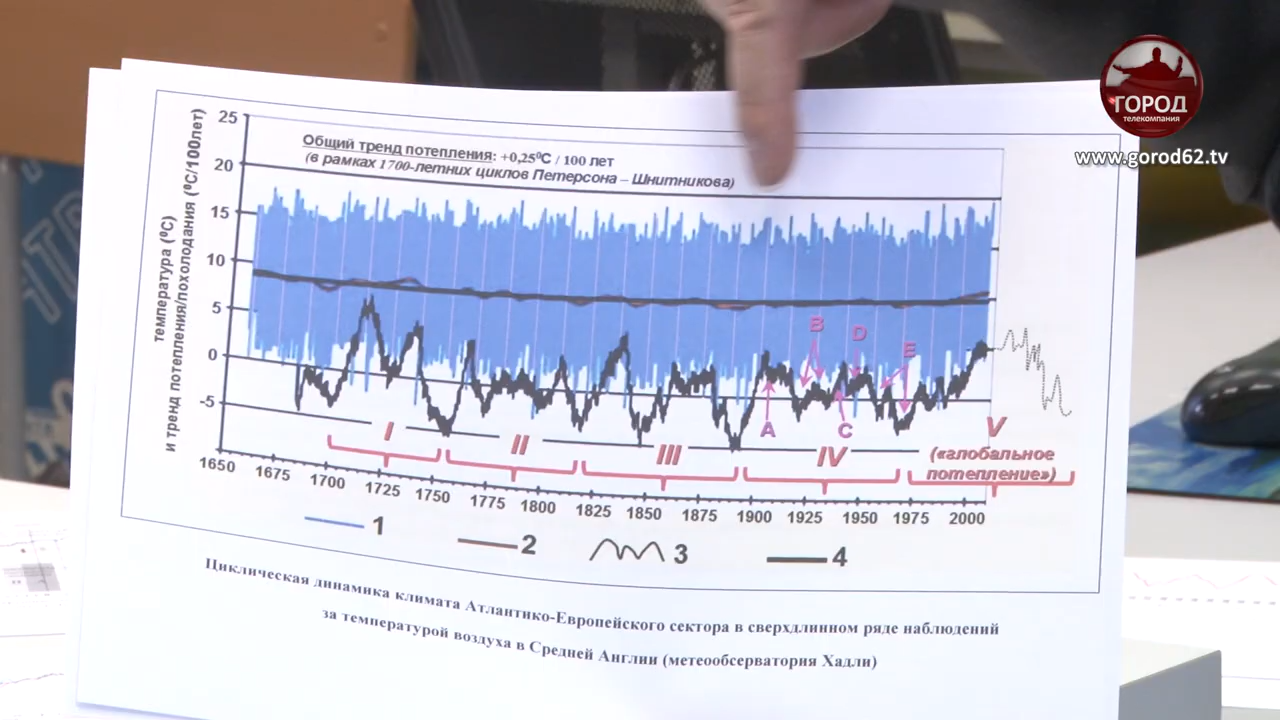 ГОРОД
телекомпания
www.gorod62.tv
Общий тренд потепления: +0,25⁰С / 100 лет
(в рамках 1700-летних циклов Петерсона – Шнитникова)
температура (⁰С)
и тренд потепления/похолодания (⁰С/100лет)
25
20
15
10
5
0
-5
B
D
E
A
C
I
II
III
IV
V
(«глобальное
потепление»)
1650 1675 1700 1725 1750 1775 1800 1825 1850 1875 1900 1925 1950 1975 2000
1 2 3 4
Циклическая динамика климата Атлантико-Европейского сектора в сверхдлинном ряде наблюдений
за температурой воздуха в Средней Англии (метеообсерватория Хадли)